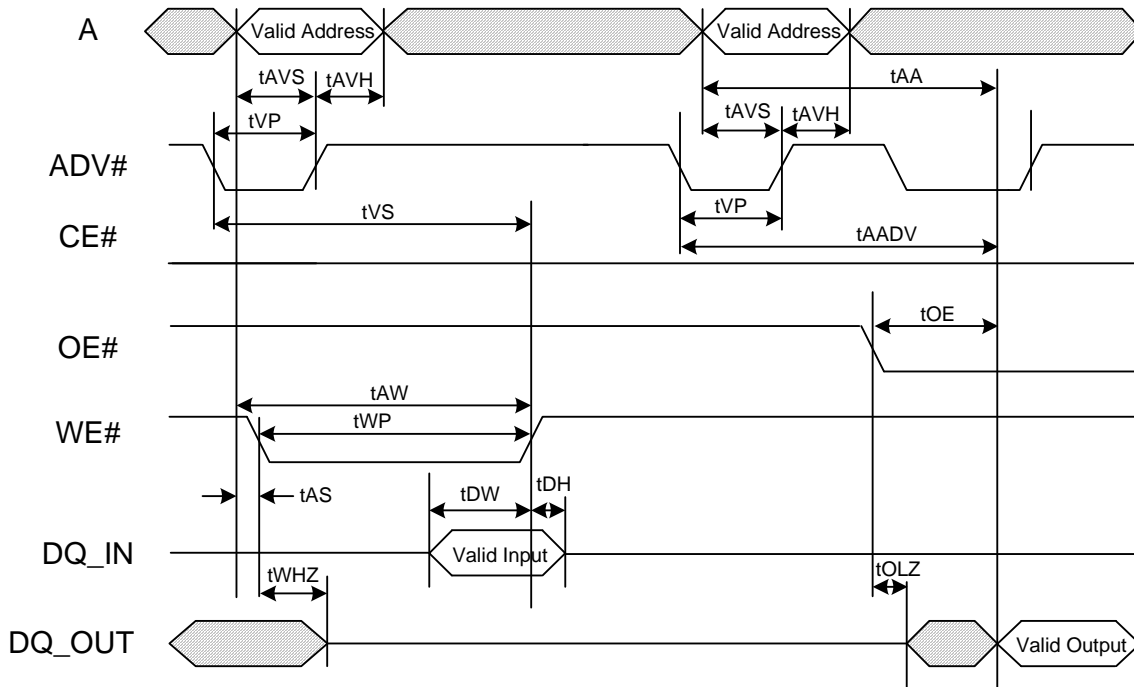 A
Valid Address
Valid Address
tAVS
tAVH
tAA
tVP
tAVS
tAVH
ADV#
tVS
tVP
CE#
tAADV
tOE
OE#
tAW
WE#
tWP
tAS
tDW
tDH
DQ_IN
Valid Input
tWHZ
tOLZ
DQ_OUT
Valid Output